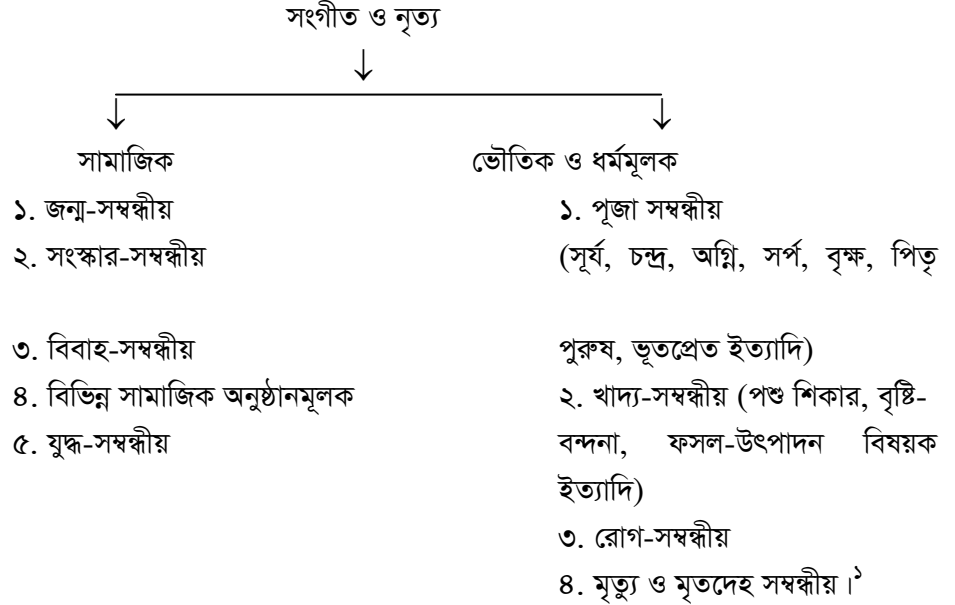 সংগীত ও নৃত্য
সামাজিক
১. জন্ম-সম্বন্ধীয়
২. সংস্কার-সম্বন্ধীয়
৩. বিবাহ-সম্বন্ধীয়
৪. বিভিন্ন সামাজিক অনুষ্ঠানমূলক
৫. যুদ্ধ-সম্বন্ধীয়
ভৌতিক ও ধর্মমূলক
১. পূজা সম্বন্ধীয়
(সূর্য, চন্দ্র, অগ্নি, সর্প, বৃক্ষ, পিতৃ
পুরুষ, ভূতপ্রেত ইত্যাদি)
২. খাদ্য-সম্বন্ধীয় (পশু শিকার, বৃষ্টি-
বন্দনা, ফসল-উৎপাদন বিষয়ক
ইত্যাদি)
৩. রোগ-সম্বন্ধীয়
৪. মৃত্যু ও মৃতদেহ সম্বন্ধীয়।<sup>১</sup>